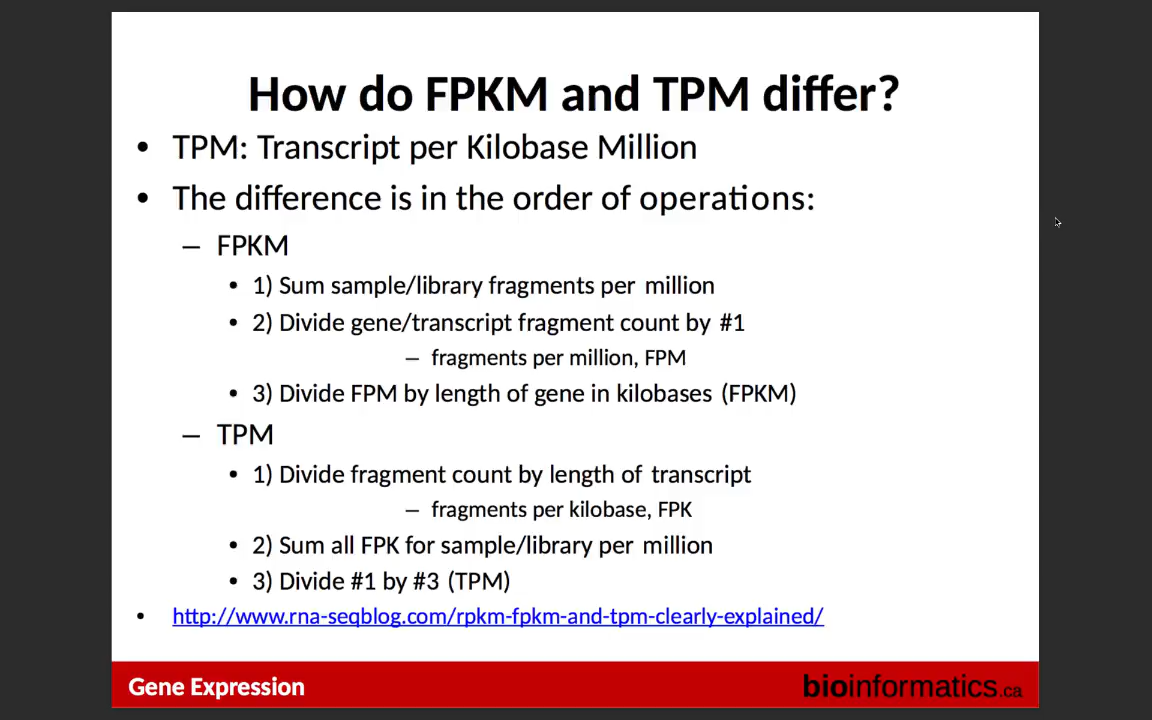 How do FPKM and TPM differ?
• TPM: Transcript per Kilobase Million
• The difference is in the order of operations:
– FPKM
• 1) Sum sample/library fragments per million
• 2) Divide gene/transcript fragment count by #1
– fragments per million, FPM
• 3) Divide FPM by length of gene in kilobases (FPKM)
– TPM
• 1) Divide fragment count by length of transcript
– fragments per kilobase, FPK
• 2) Sum all FPK for sample/library per million
• 3) Divide #1 by #3 (TPM)
• http://www.rna-seqblog.com/rpkm-fpkm-and-tpm-clearly-explained/
Gene Expression
bioinformatics.ca